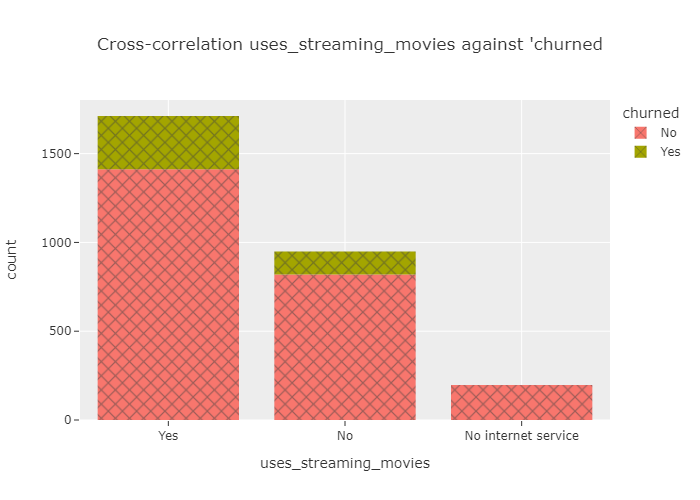 Cross-correlation uses_streaming_movies against 'churned
churned
No
Yes
1500
1000
500
0
count
Yes
No
No internet service
uses_streaming_movies